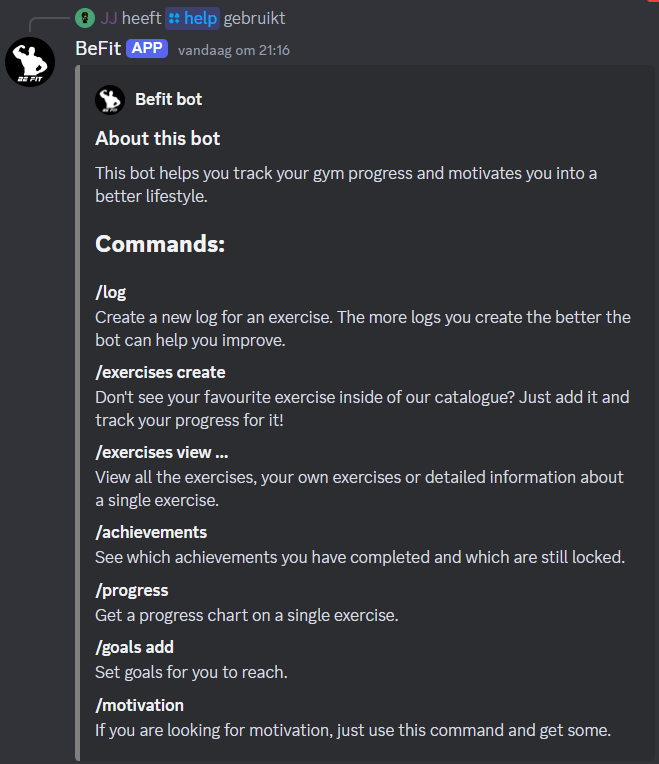 JJ heeft help gebruikt
BeFit APP vandaag om 21:16
BE FIT
Befit bot
About this bot
This bot helps you track your gym progress and motivates you into a
better lifestyle.
Commands:
/log
Create a new log for an exercise. The more logs you create the better the
bot can help you improve.
/exercises create
Don't see your favourite exercise inside of our catalogue? Just add it and
track your progress for it!
/exercises view ...
View all the exercises, your own exercises or detailed information about
a single exercise.
/achievements
See which achievements you have completed and which are still locked.
/progress
Get a progress chart on a single exercise.
/goals add
Set goals for you to reach.
/motivation
If you are looking for motivation, just use this command and get some.